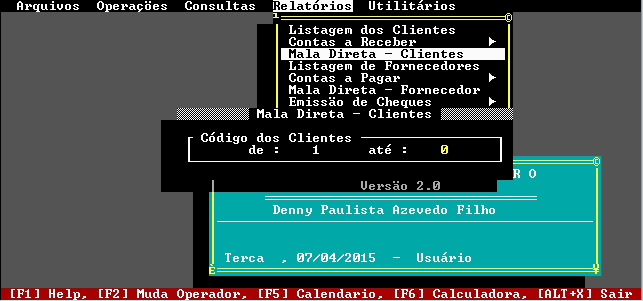 Arquivos Operações Consultas Relatórios Utilitários
Listagem dos Clientes
Contas a Receber
Mala Direta - Clientes
Listagem de Fornecedores
Contas a Pagar
Mala Direta - Fornecedor
Emissäo de Cheques
Mala Direta - Clientes
Código dos Clientes
de : 1 até : 0
R O
Versäo 2.0
Denny Paulista Azevedo Filho
Terca , 07/04/2015 - Usuário
[F1] Help, [F2] Muda Operador, [F5] Calendario, [F6] Calculadora, [ALT+X] Sair